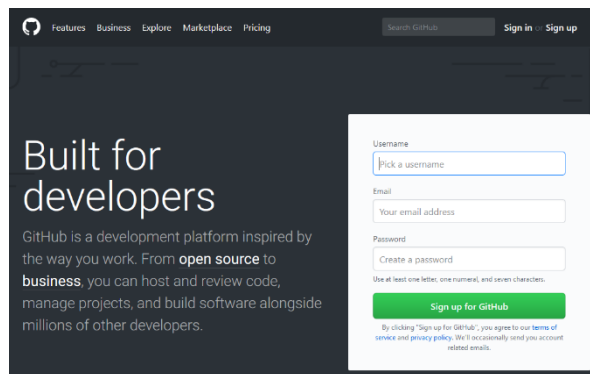 Features Business Explore Marketplace Pricing Search GitHub Sign in or Sign up
Built for
developers
GitHub is a development platform inspired by
the way you work. From open source to
business, you can host and review code,
manage projects, and build software alongside
millions of other developers.
Username
Pick a username
Email
Your email address
Password
Create a password
Use at least one letter, one numeral, and seven characters.
Sign up for GitHub
By clicking "Sign up for GitHub", you agree to our terms of
service and privacy policy. We'll occasionally send you account
related emails.